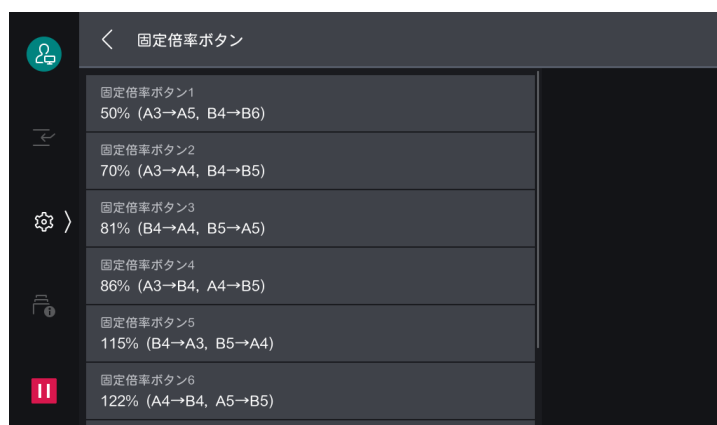 固定倍率ボタン
固定倍率ボタン1
50% (A3→A5, B4→B6)
固定倍率ボタン2
70% (A3→A4, B4→B5)
固定倍率ボタン3
81% (B4→A4, B5→A5)
固定倍率ボタン4
86% (A3→B4, A4→B5)
固定倍率ボタン5
115% (B4→A3, B5→A4)
固定倍率ボタン6
122% (A4→B4, A5→B5)